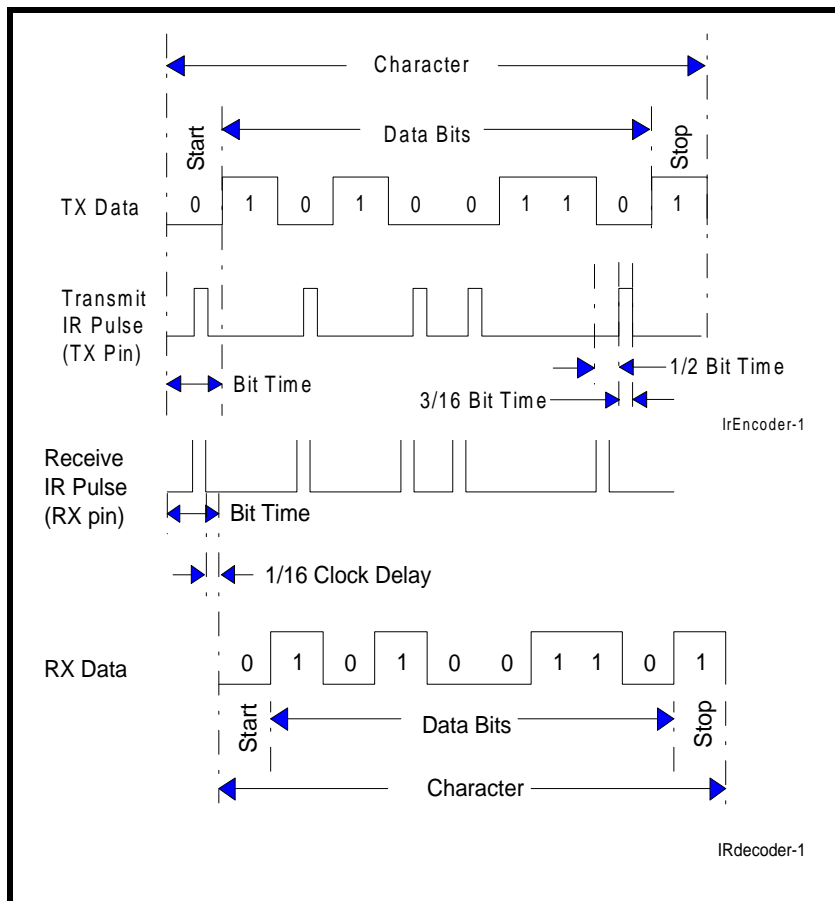 Character
Start
Data Bits
Stop
TX Data
0 1 0 1 0 0 1 1 0 1
Transmit
IR Pulse
(TX Pin)
Bit Time
1/2 Bit Time
3/16 Bit Time
IrEncoder-1
Receive
IR Pulse
(RX pin)
Bit Time
1/16 Clock Delay
RX Data
0 1 0 1 0 0 1 1 0 1
Start
Data Bits
Stop
Character
IRdecoder-1